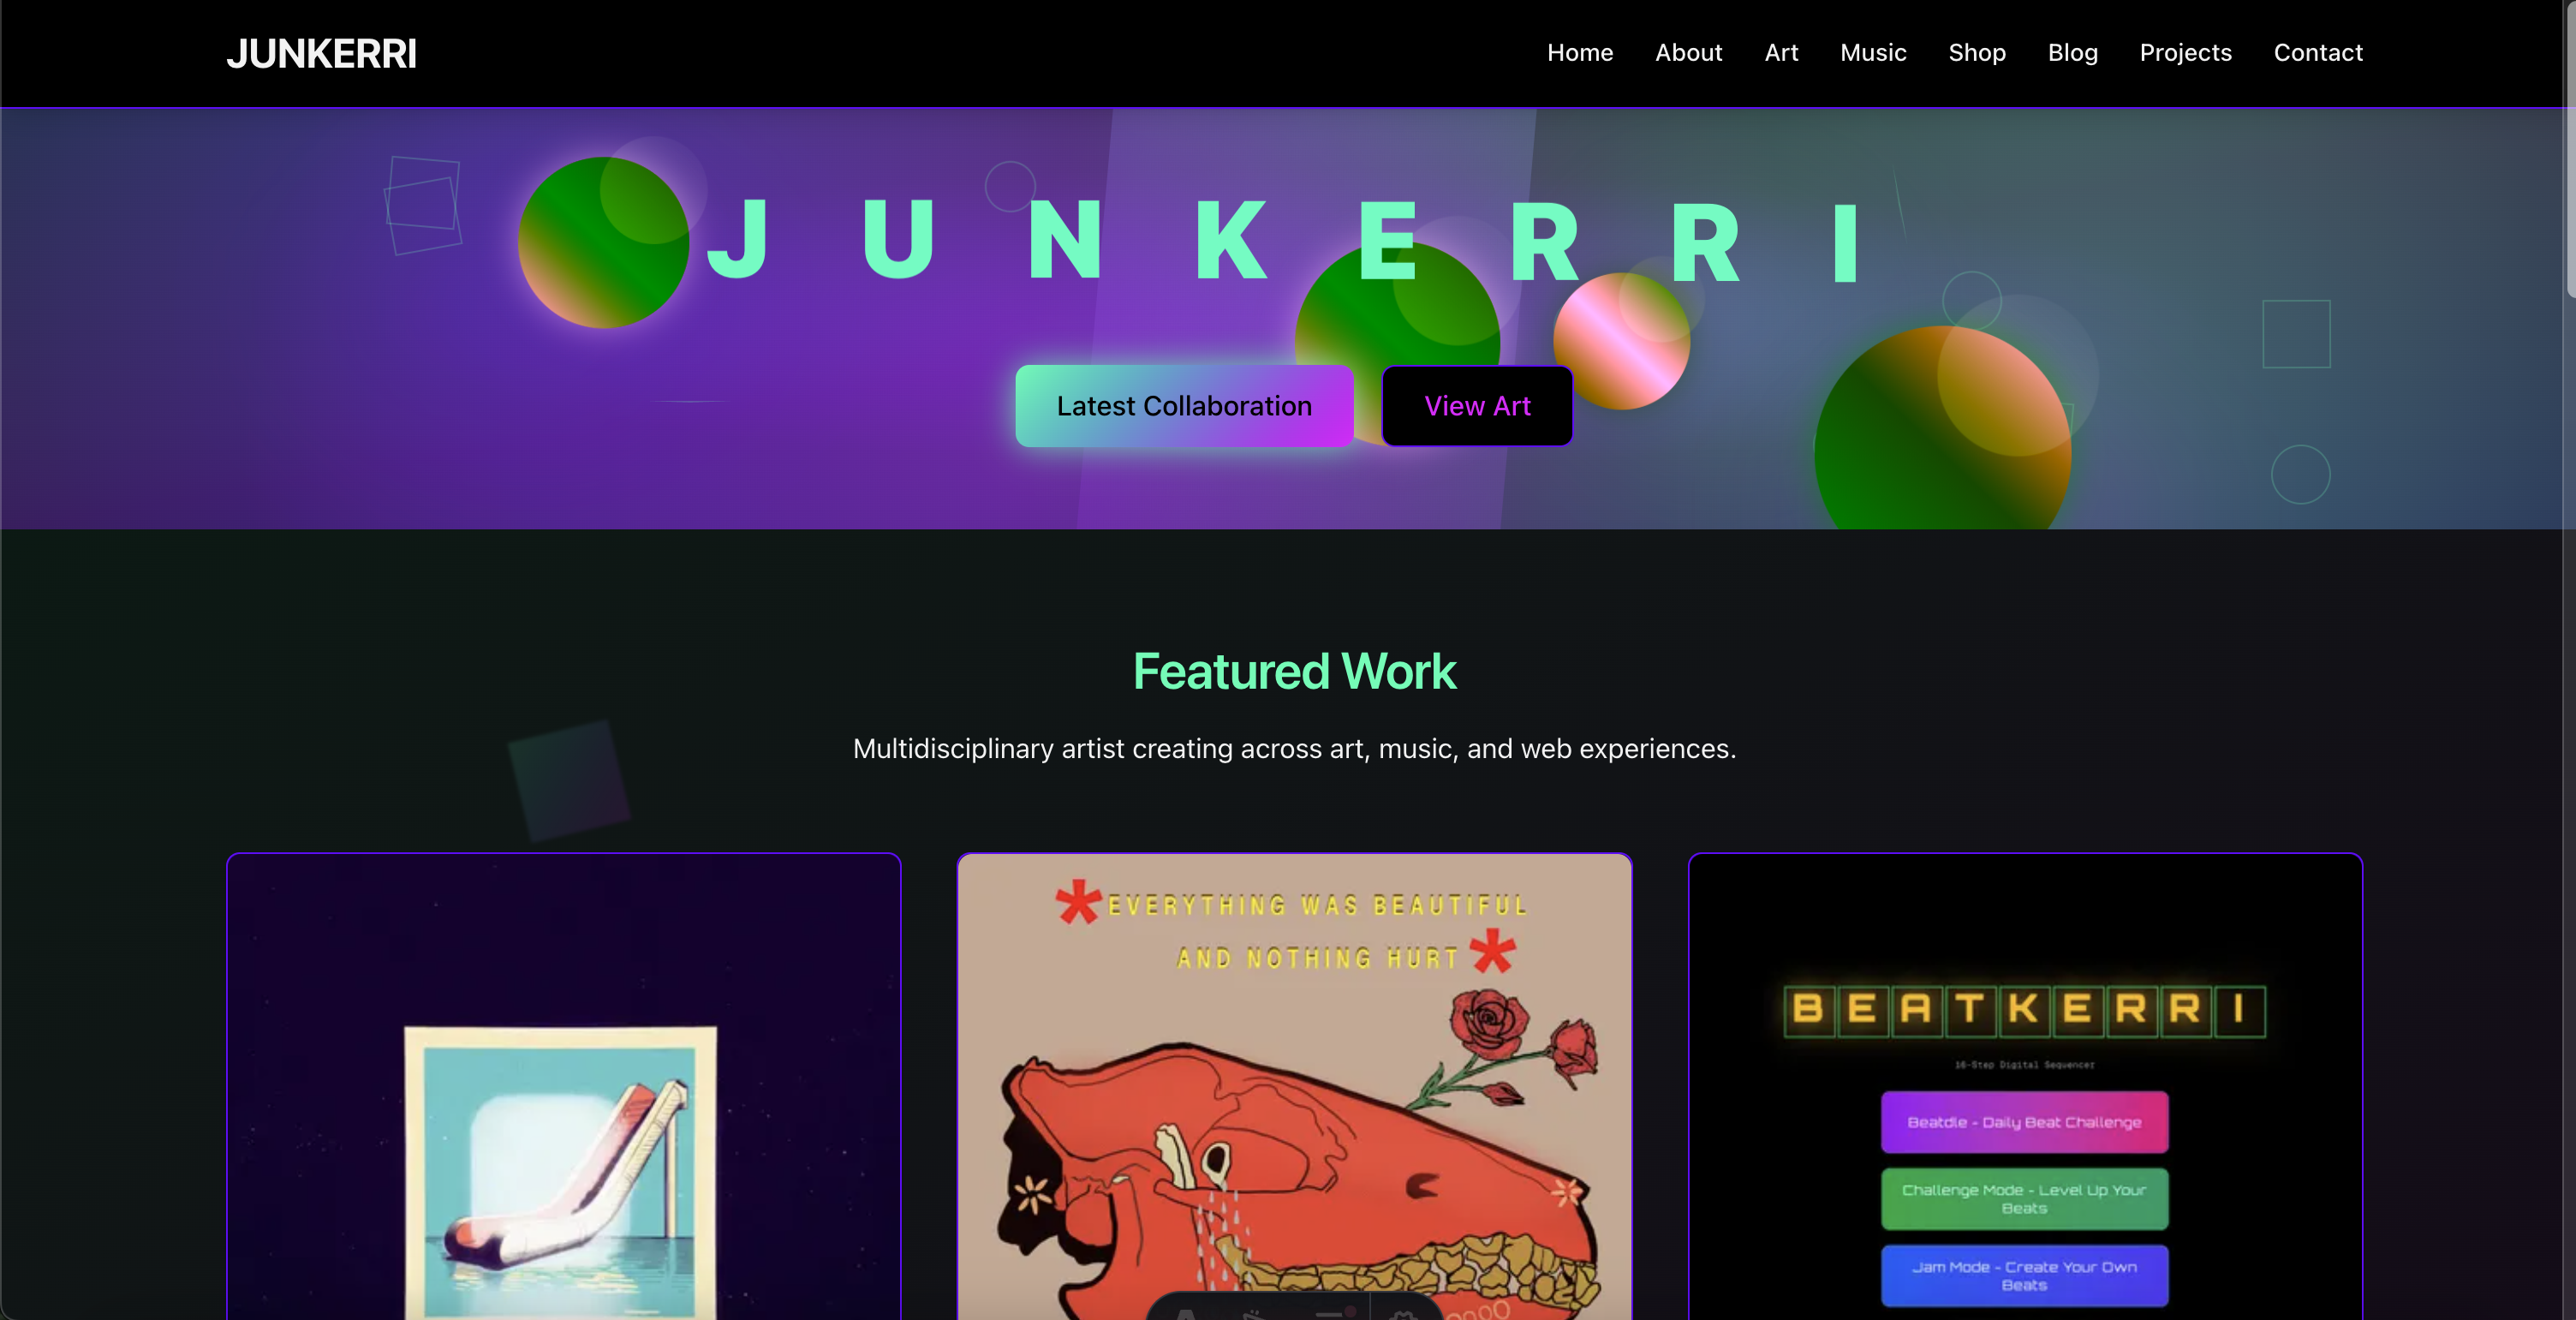 JUNKERRI
Home About Art Music Shop Blog Projects Contact
J U N K E R R I
Latest Collaboration
View Art
Featured Work
Multidisciplinary artist creating across art, music, and web experiences.
*EVERYTHING WAS BEAUTIFUL
AND NOTHING HURT*
BEATKERRI
16-Step Digital Sequencer
Beatdle - Daily Beat Challenge
Challenge Mode - Level Up Your
Beats
Jam Mode - Create Your Own
Beats